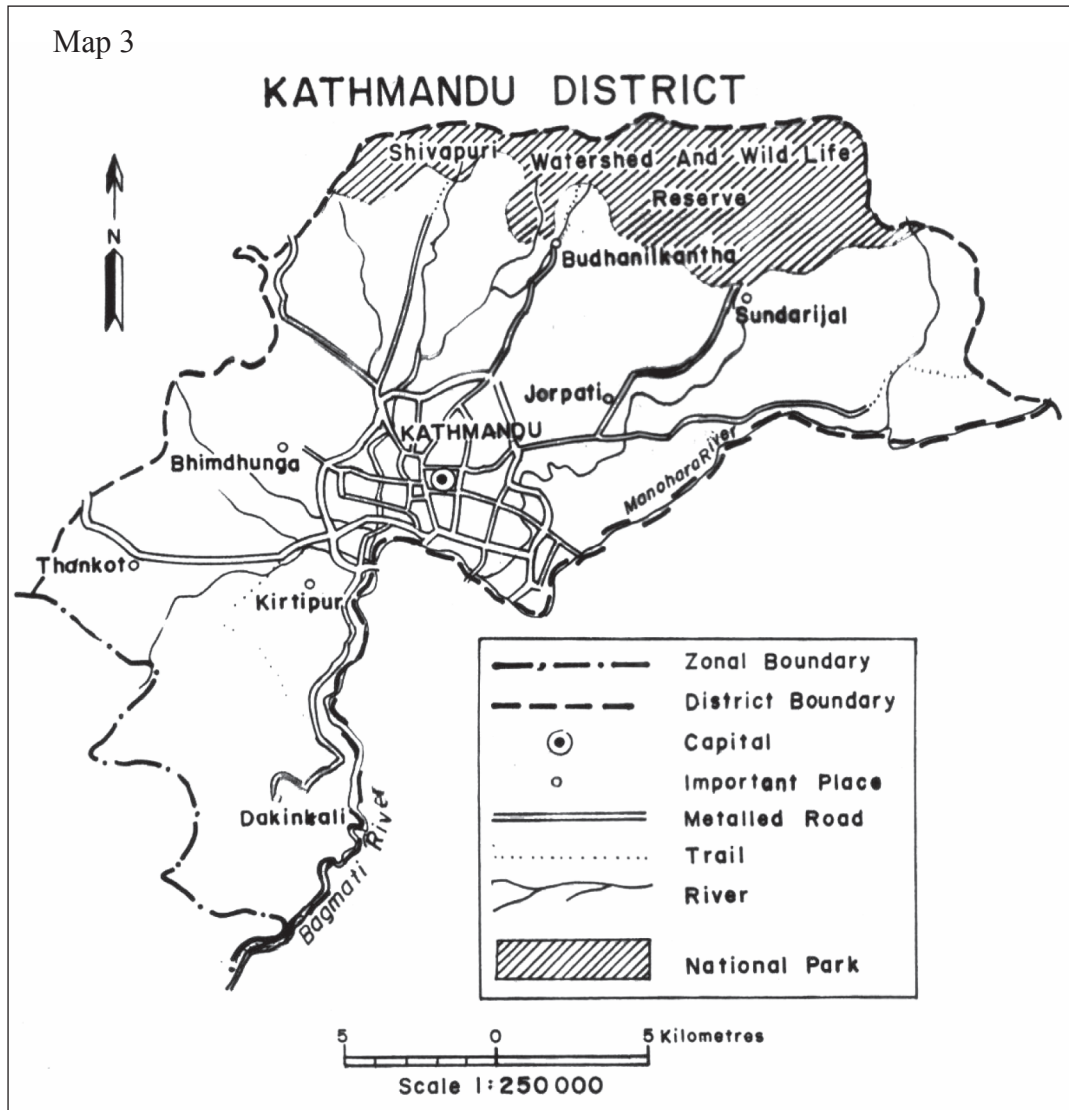 Map 3
KATHMANDU DISTRICT
Shivapuri Watershed And Wild Life
Reserve
N
Budhanilkantha
Sundarijal
Jorpati
KATHMANDU
Bhimdhunga
Manohara River
Thankot
Kirtipur
Dakinkali
Bagmati River
Zonal Boundary
District Boundary
Capital
Important Place
Metalled Road
Trail
River
National Park
5 0 5 Kilometres
Scale 1:250 000